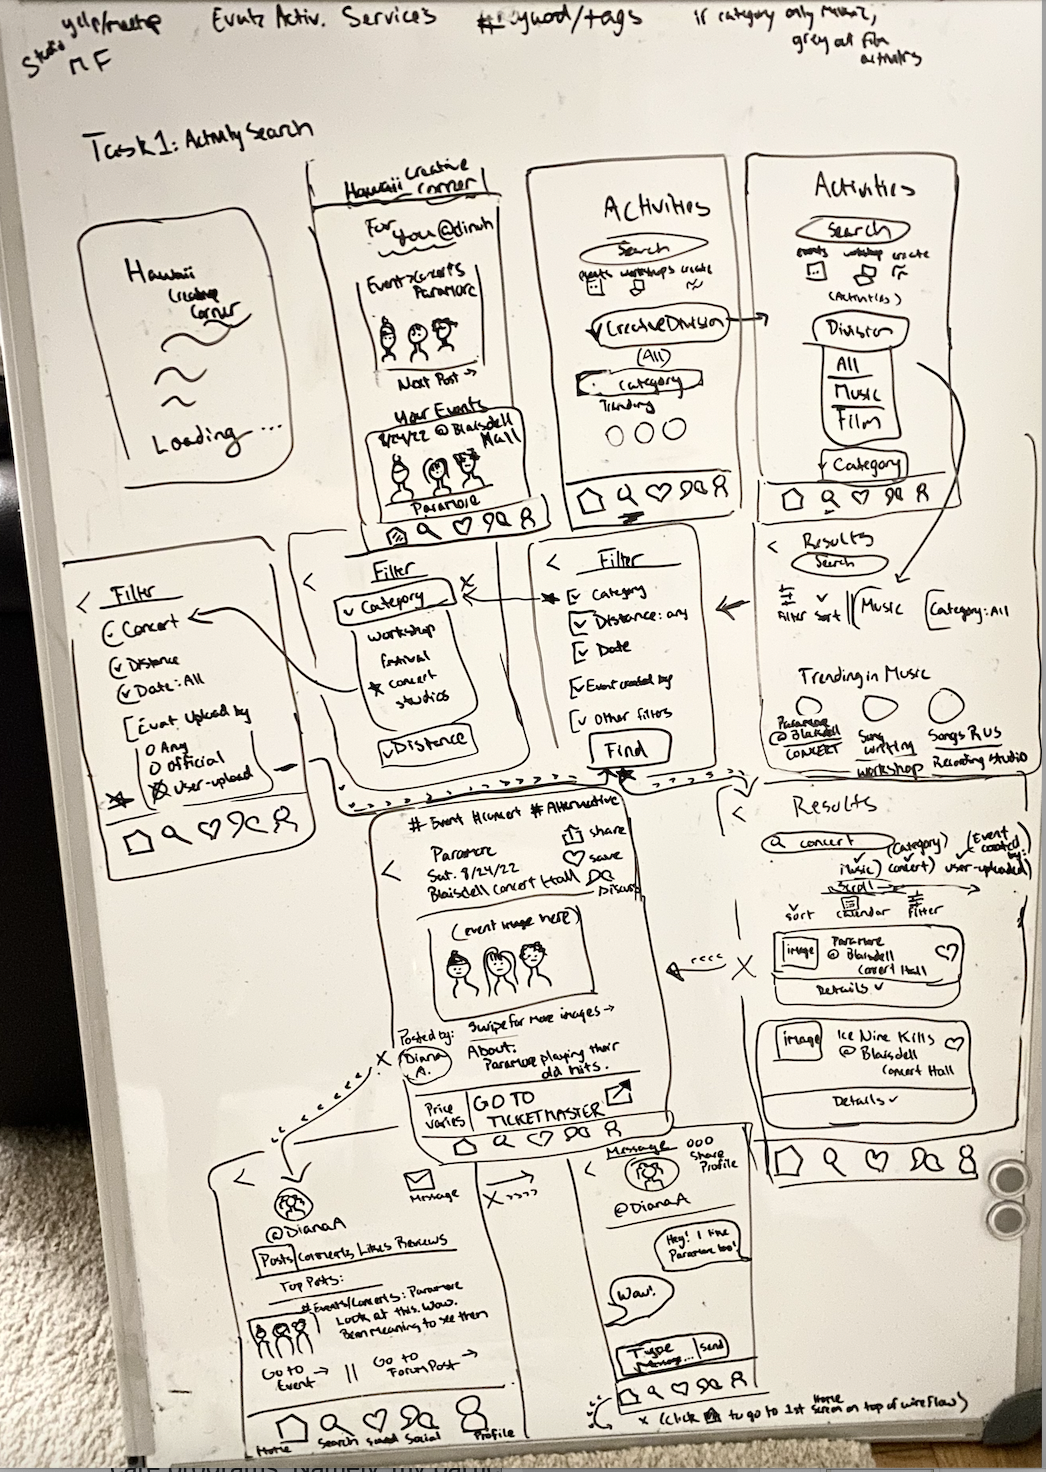 yelp/meetup
Studio
MF
Events Activ. Services
#keywod/tags
if category only music,
grey out film
activities
Task 1: Activity Search
Hawaii
Creative
Corner
Loading...
Hawaii Creative
Corner
For
you @dinuh
Event>Concerts
Paramore
Next Post →
Your Events
8/24/22 @ Blaisdell
Hall
Paramore
Activities
Search
events workshops create
Creative Division
(All)
category
Trending
Activities
Search
events workshop create
(Activities)
Division
All
Music
Film
Category
< Filter
Concert
Distance
Date: All
Event Upload by
O Any
O Official
User-upload
< Filter
Category
X
workshop
festival
concert
studios
Distance
< Filter
Category
Distance: any
Date
Event created by
Other filters
Find
< Results
Search
Filter Sort || Music Category: All
Trending in Music
Paramore
@ Blaisdell
CONCERT
Song
Writing
workshop
Songs R US
Recording Studio
# Event #concert # Alternative
share
save
Discuss
<
Paramore
Sat. 8/24/22
Blaisdell Concert Hall
(event image here)
Swipe for more images →
Posted by:
Diana
A.
X
About:
Paramore playing their
old hits.
Price
varies
GO TO
TICKETMASTER
< Results
concert
(Category) (Event
created
by:
music) concert) user-uploaded)
Scroll
sort calendar filter
image
Paramore
@ Blaisdell
Concert Hall
Details
X
image
Ice Nine Kills
@ Blaisdell
Concert Hall
Details
<
Message
@DianaA
Posts Comments Likes Reviews
Top Posts:
# Events/Concerts: Paramore
Look at this. Wow.
Been Meaning to see them
Go to
Event →
||
Go to
Forum Post →
Home Search saved Social Profile
X >>>>
< Message ooo
Share
Profile
@DianaA
Hey! I like
Paramore too!
Wow!
Type
Message...
send
X (Click to go to 1st Home Screen on top of wireflow)